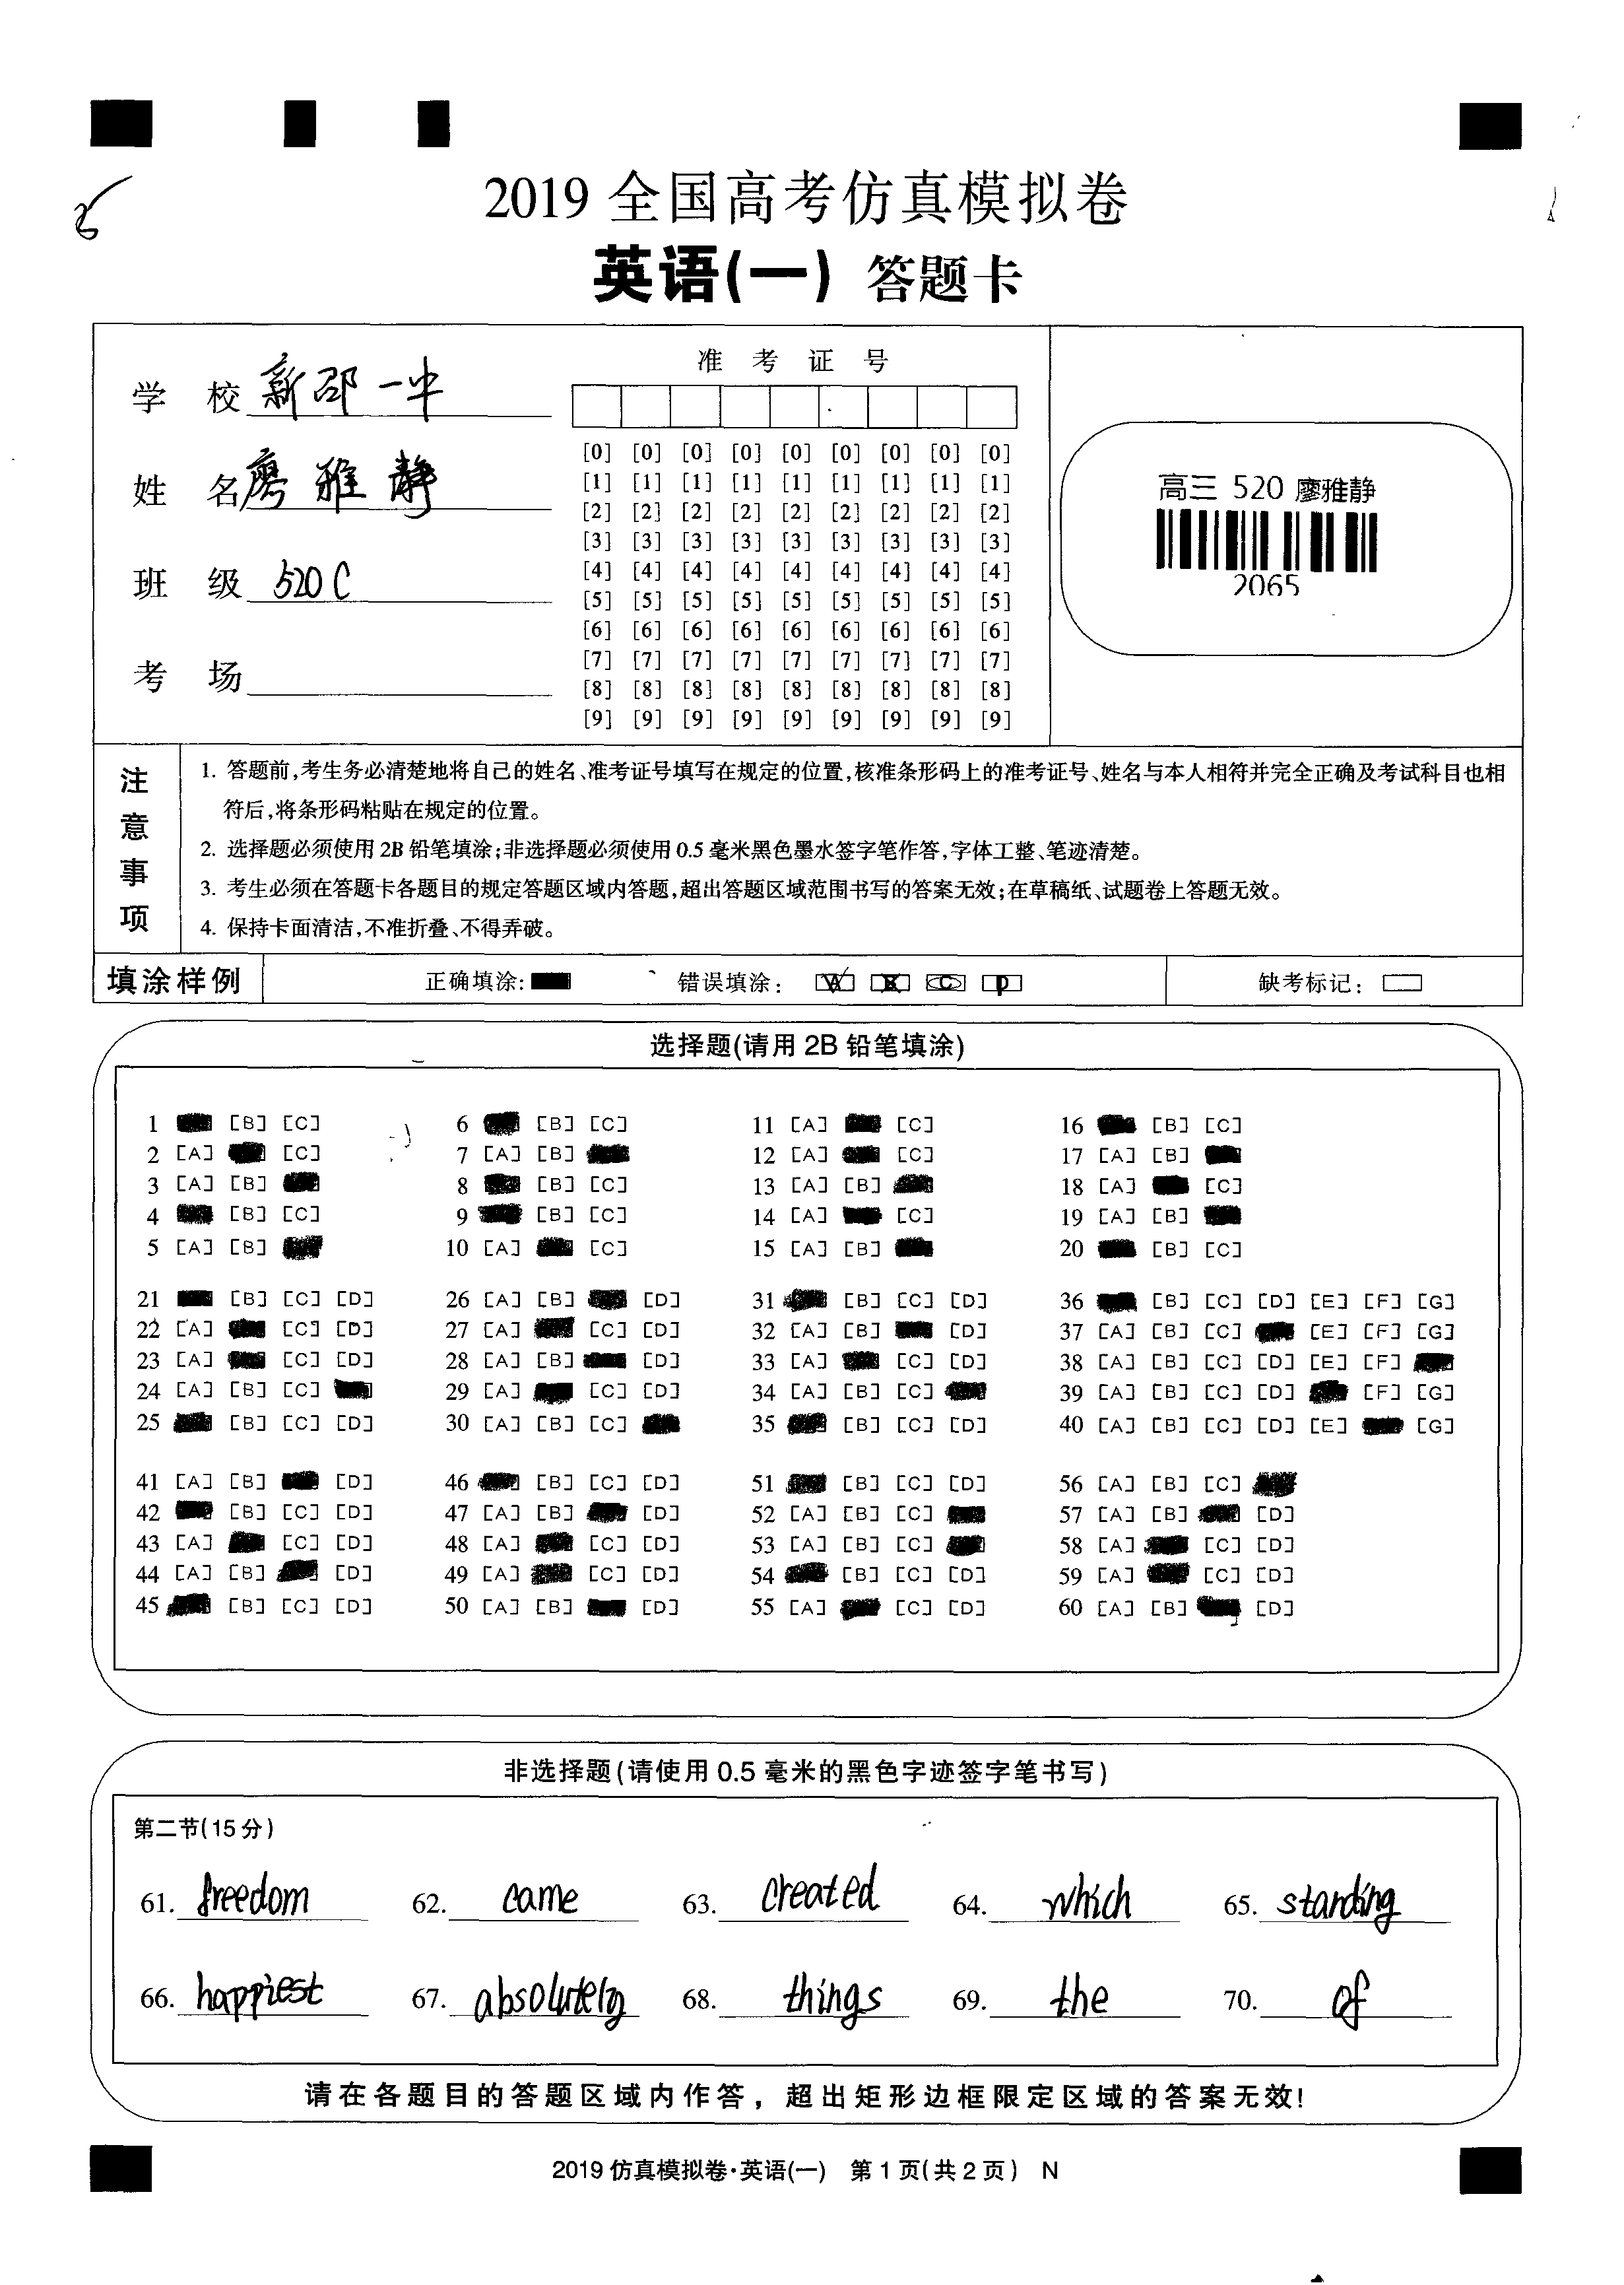 2019 全国高考仿真模拟卷
英语(一) 答题卡
学 校 新邵一中
姓 名 廖雅静
班 级 520C
考 场
准 考 证 号
[0] [0] [0] [0] [0] [0] [0] [0] [0]
[1] [1] [1] [1] [1] [1] [1] [1] [1]
[2] [2] [2] [2] [2] [2] [2] [2] [2]
[3] [3] [3] [3] [3] [3] [3] [3] [3]
[4] [4] [4] [4] [4] [4] [4] [4] [4]
[5] [5] [5] [5] [5] [5] [5] [5] [5]
[6] [6] [6] [6] [6] [6] [6] [6] [6]
[7] [7] [7] [7] [7] [7] [7] [7] [7]
[8] [8] [8] [8] [8] [8] [8] [8] [8]
[9] [9] [9] [9] [9] [9] [9] [9] [9]
高三 520 廖雅静
2065
注意事项
1. 答题前,考生务必清楚地将自己的姓名、准考证号填写在规定的位置,核准条形码上的准考证号、姓名与本人相符并完全正确及考试科目也相
符后,将条形码粘贴在规定的位置。
2. 选择题必须使用 2B 铅笔填涂;非选择题必须使用 0.5 毫米黑色墨水签字笔作答,字体工整、笔迹清楚。
3. 考生必须在答题卡各题目的规定答题区域内答题,超出答题区域范围书写的答案无效;在草稿纸、试题卷上答题无效。
4. 保持卡面清洁,不准折叠、不得弄破。
填涂样例 正确填涂: 错误填涂: A B C D 缺考标记:
选择题(请用 2B 铅笔填涂)
1 [B] [C] 6 [B] [C] 11 [A] [C] 16 [B] [C]
2 [A] [C] 7 [A] [B] 12 [A] [C] 17 [A] [B]
3 [A] [B] 8 [B] [C] 13 [A] [B] 18 [A] [C]
4 [B] [C] 9 [B] [C] 14 [A] [C] 19 [A] [B]
5 [A] [B] 10 [A] [C] 15 [A] [B] 20 [B] [C]
21 [B] [C] [D] 26 [A] [B] [D] 31 [B] [C] [D] 36 [B] [C] [D] [E] [F] [G]
22 [A] [C] [D] 27 [A] [C] [D] 32 [A] [B] [D] 37 [A] [B] [C] [E] [F] [G]
23 [A] [C] [D] 28 [A] [B] [D] 33 [A] [C] [D] 38 [A] [B] [C] [D] [E] [F]
24 [A] [B] [C] 29 [A] [C] [D] 34 [A] [B] [C] 39 [A] [B] [C] [D] [F] [G]
25 [B] [C] [D] 30 [A] [B] [C] 35 [B] [C] [D] 40 [A] [B] [C] [D] [E] [G]
41 [A] [B] [D] 46 [B] [C] [D] 51 [B] [C] [D] 56 [A] [B] [C]
42 [B] [C] [D] 47 [A] [B] [D] 52 [A] [B] [C] 57 [A] [B] [D]
43 [A] [C] [D] 48 [A] [C] [D] 53 [A] [B] [C] 58 [A] [C] [D]
44 [A] [B] [D] 49 [A] [C] [D] 54 [B] [C] [D] 59 [A] [C] [D]
45 [B] [C] [D] 50 [A] [B] [D] 55 [A] [C] [D] 60 [A] [B] [D]
非选择题(请使用 0.5 毫米的黑色字迹签字笔书写)
第二节(15 分)
61. freedom 62. came 63. created 64. which 65. standing
66. happiest 67. absolutely 68. things 69. the 70. of
请在各题目的答题区域内作答，超出矩形边框限定区域的答案无效!
2019 仿真模拟卷·英语(一) 第 1 页(共 2 页) N